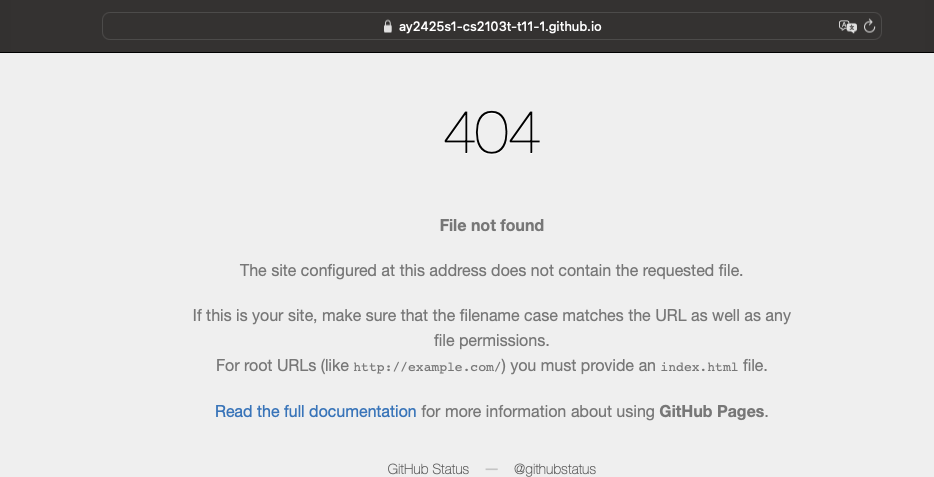 ay2425s1-cs2103t-t11-1.github.io
404
File not found
The site configured at this address does not contain the requested file.
If this is your site, make sure that the filename case matches the URL as well as any
file permissions.
For root URLs (like http://example.com/) you must provide an index.html file.
Read the full documentation for more information about using GitHub Pages.
GitHub Status — @githubstatus